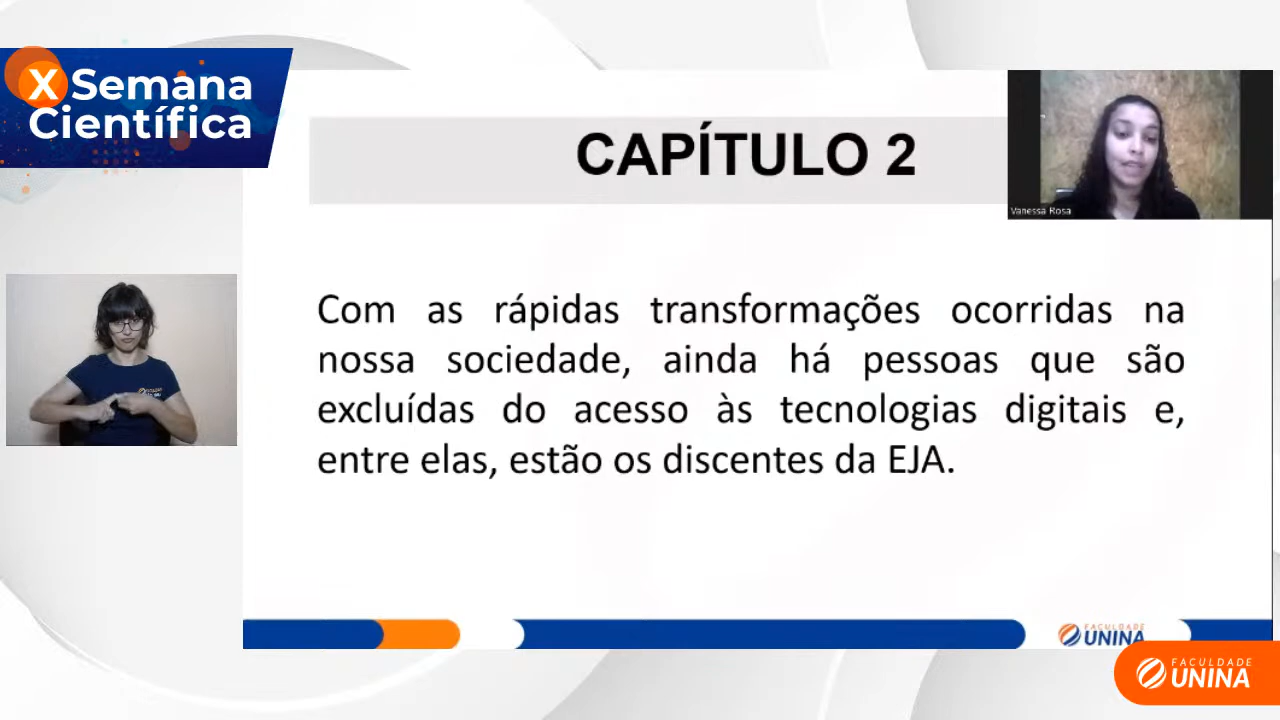 X Semana
Científica
CAPÍTULO 2
Vanessa Rosa
Com as rápidas transformações ocorridas na
nossa sociedade, ainda há pessoas que são
excluídas do acesso às tecnologias digitais e,
entre elas, estão os discentes da EJA.
FACULDADE
UNINA
FACULDADE
UNINA